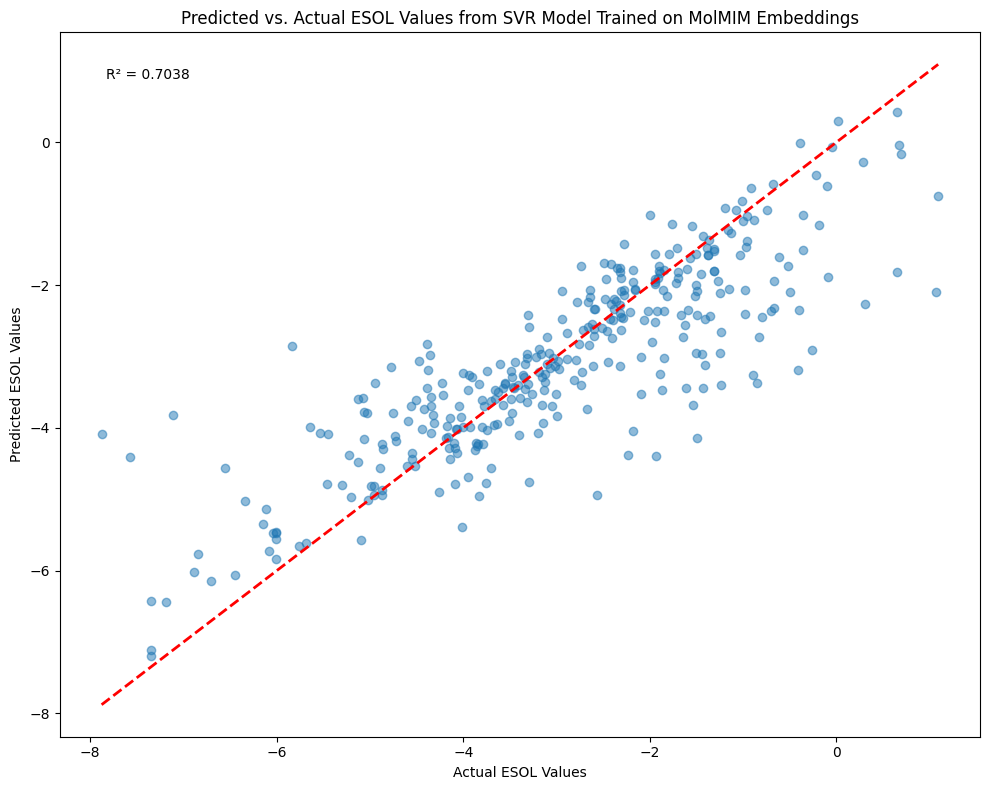 Predicted vs. Actual ESOL Values from SVR Model Trained on MolMIM Embeddings
R² = 0.7038
Predicted ESOL Values
0
−2
−4
−6
−8
−8 −6 −4 −2 0
Actual ESOL Values